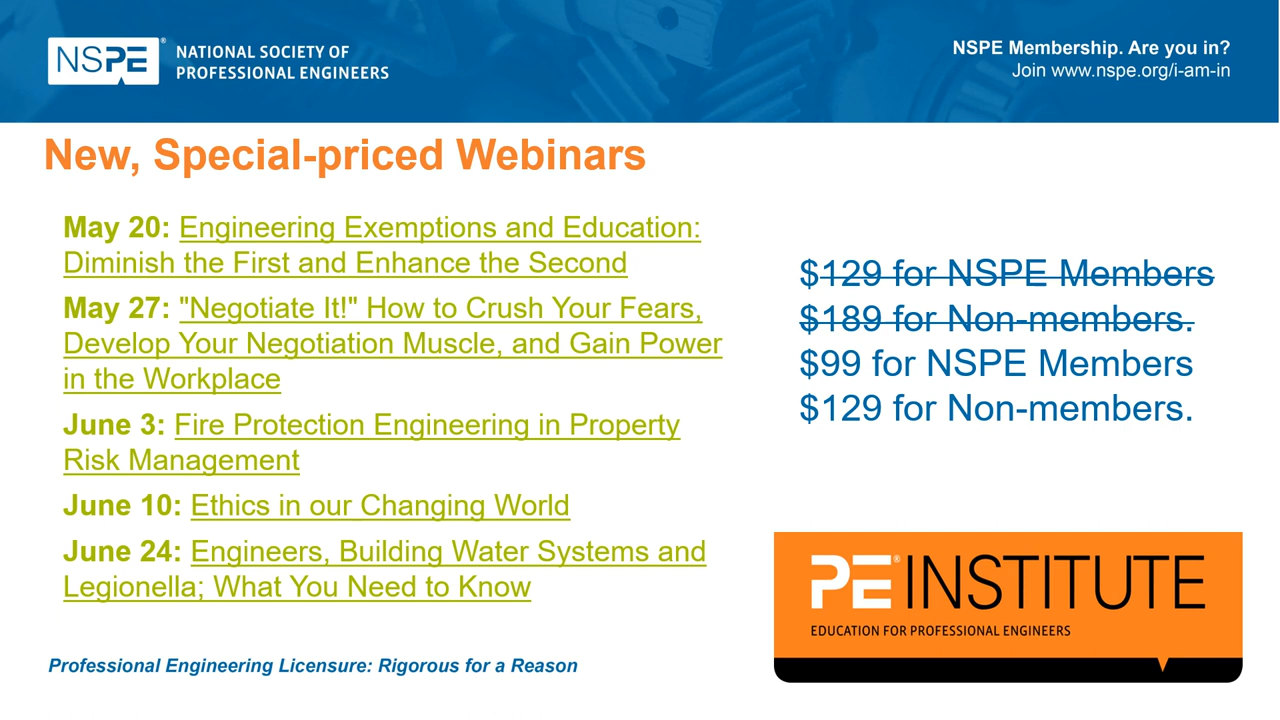 NSPE® NATIONAL SOCIETY OF
PROFESSIONAL ENGINEERS
NSPE Membership. Are you in?
Join www.nspe.org/i-am-in
New, Special-priced Webinars
May 20: Engineering Exemptions and Education:
Diminish the First and Enhance the Second
May 27: "Negotiate It!" How to Crush Your Fears,
Develop Your Negotiation Muscle, and Gain Power
in the Workplace
June 3: Fire Protection Engineering in Property
Risk Management
June 10: Ethics in our Changing World
June 24: Engineers, Building Water Systems and
Legionella; What You Need to Know
$129 for NSPE Members
$189 for Non-members.
$99 for NSPE Members
$129 for Non-members.
PE® INSTITUTE
EDUCATION FOR PROFESSIONAL ENGINEERS
Professional Engineering Licensure: Rigorous for a Reason